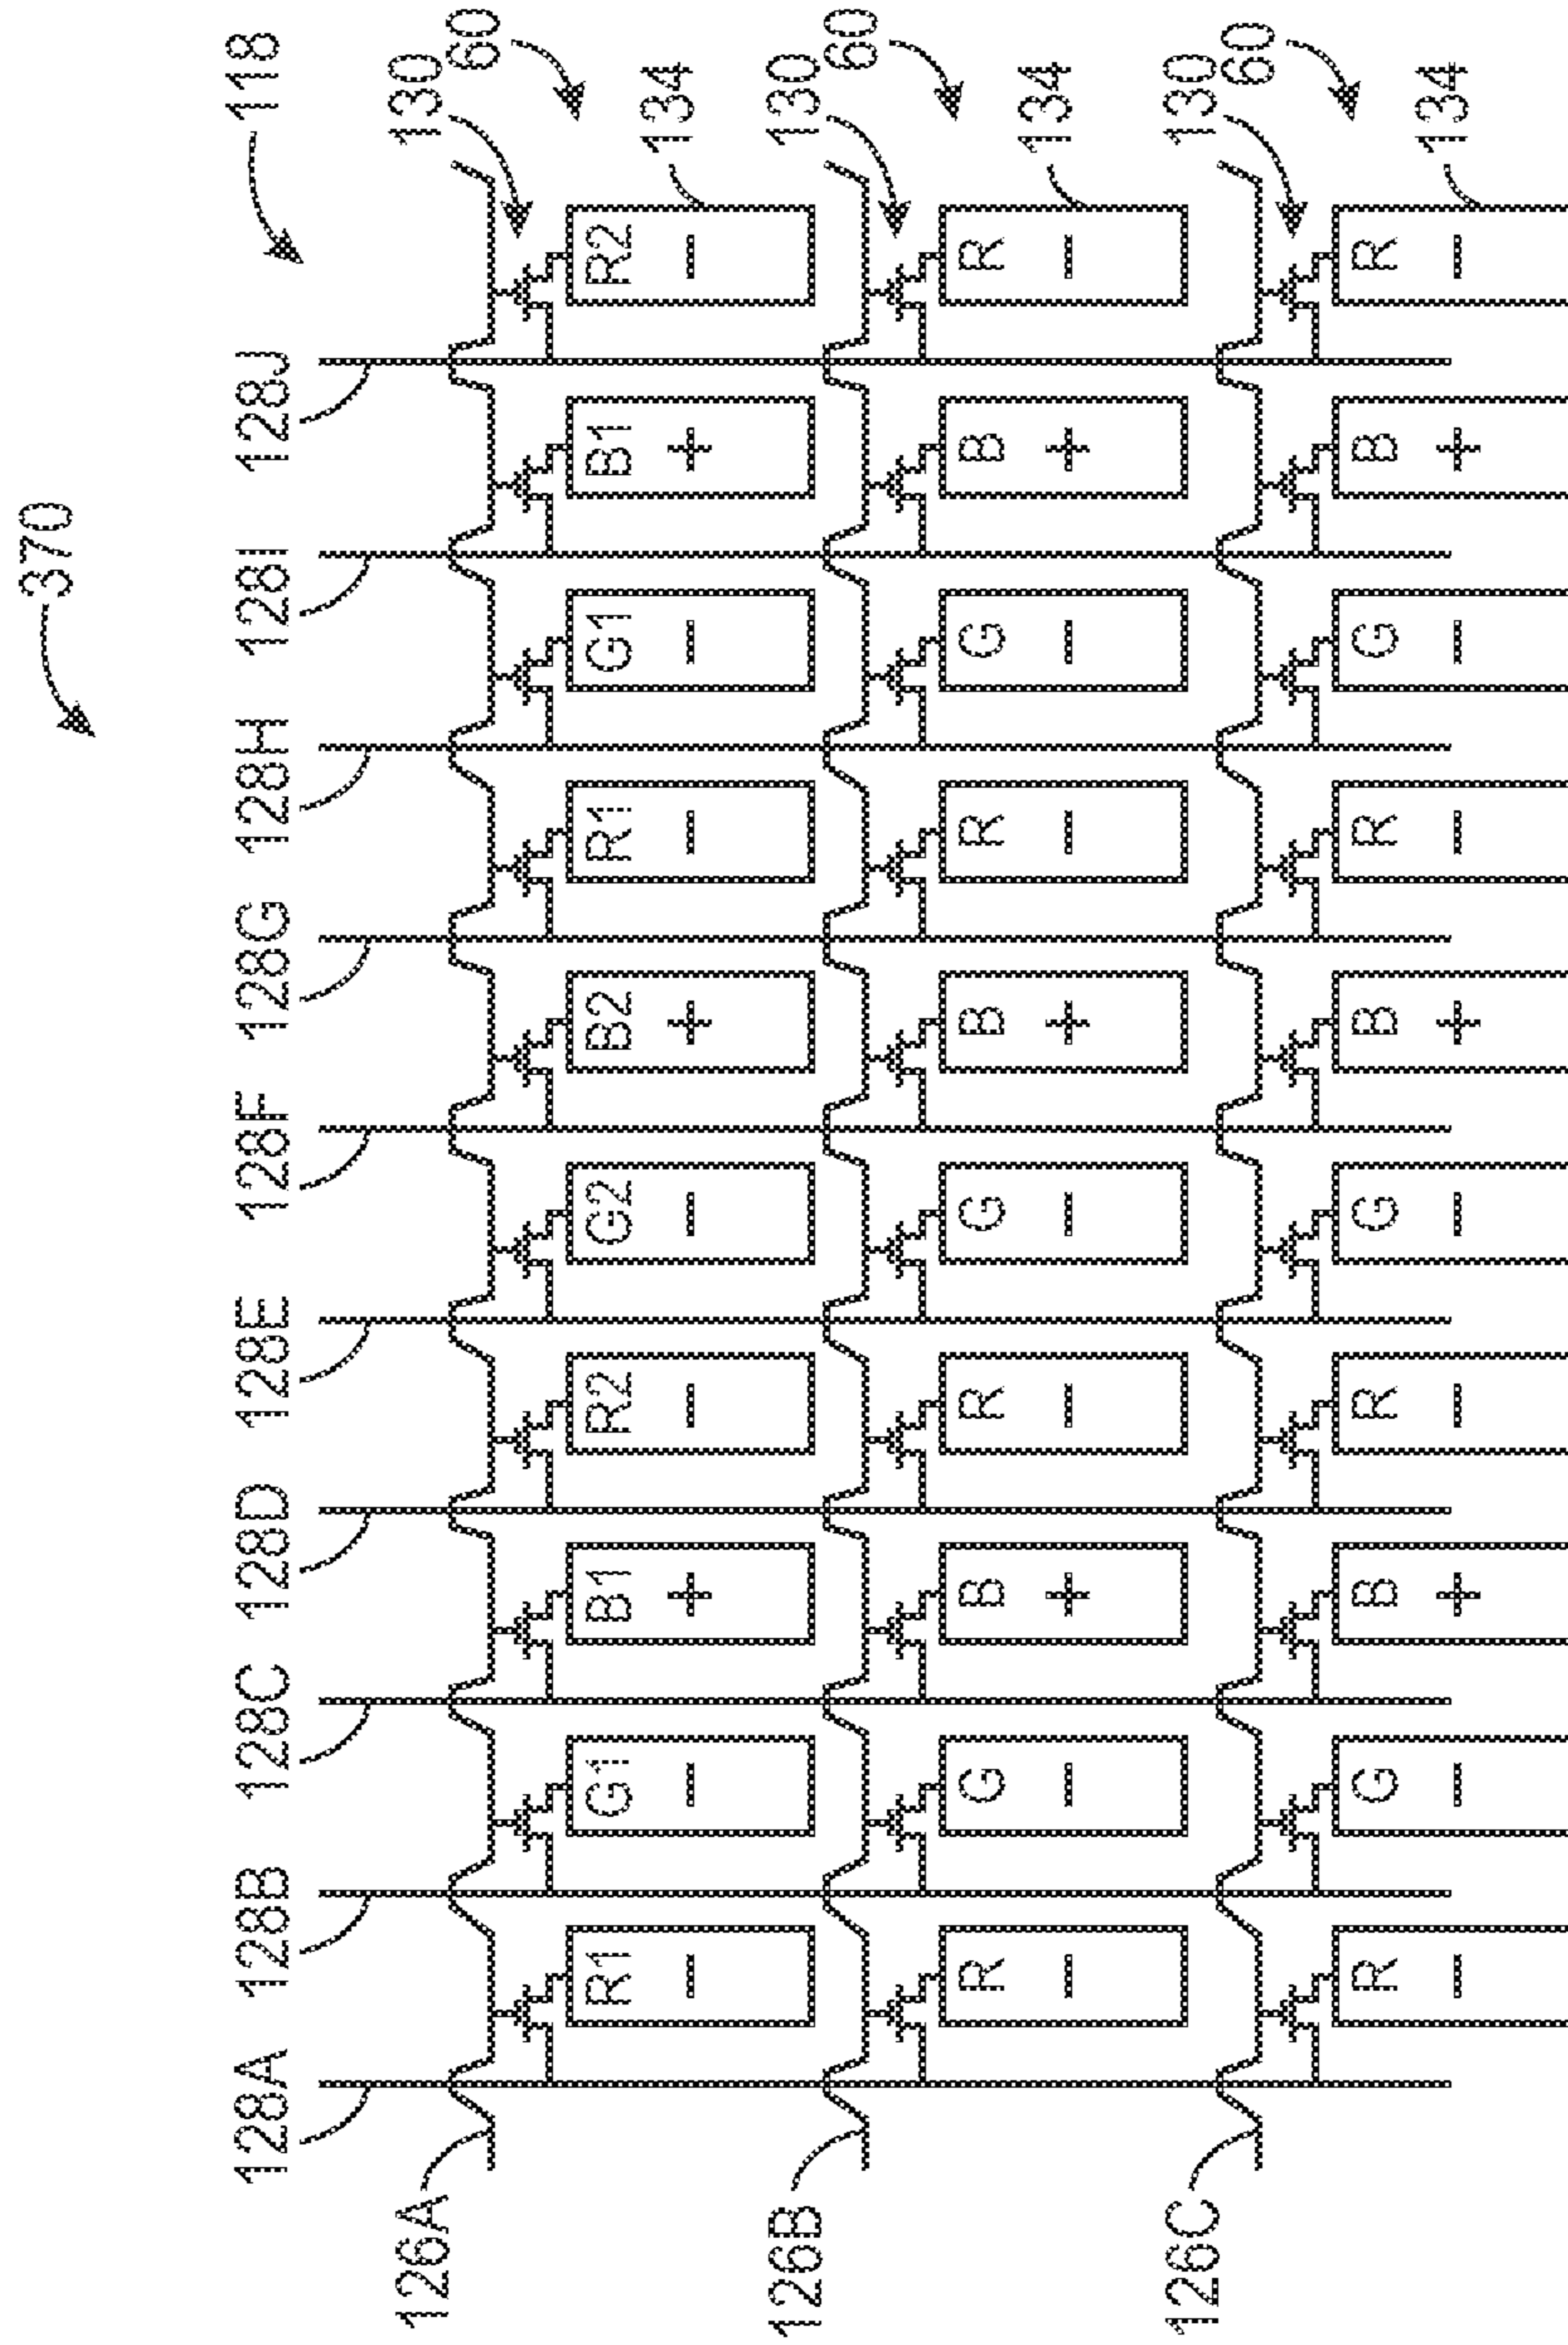 370
118
128A 128B 128C 128D 128E 128F 128G 128H 128I 128J
130
60
126A
R1 G1 B1 R2 G2 B2 R1 G1 B1 R2
134
− − + − − + − − + −
130
60
126B
R G B R G B R G B R
134
− − + − − + − − + −
130
60
126C
R G B R G B R G B R
134
− − + − − + − − + −